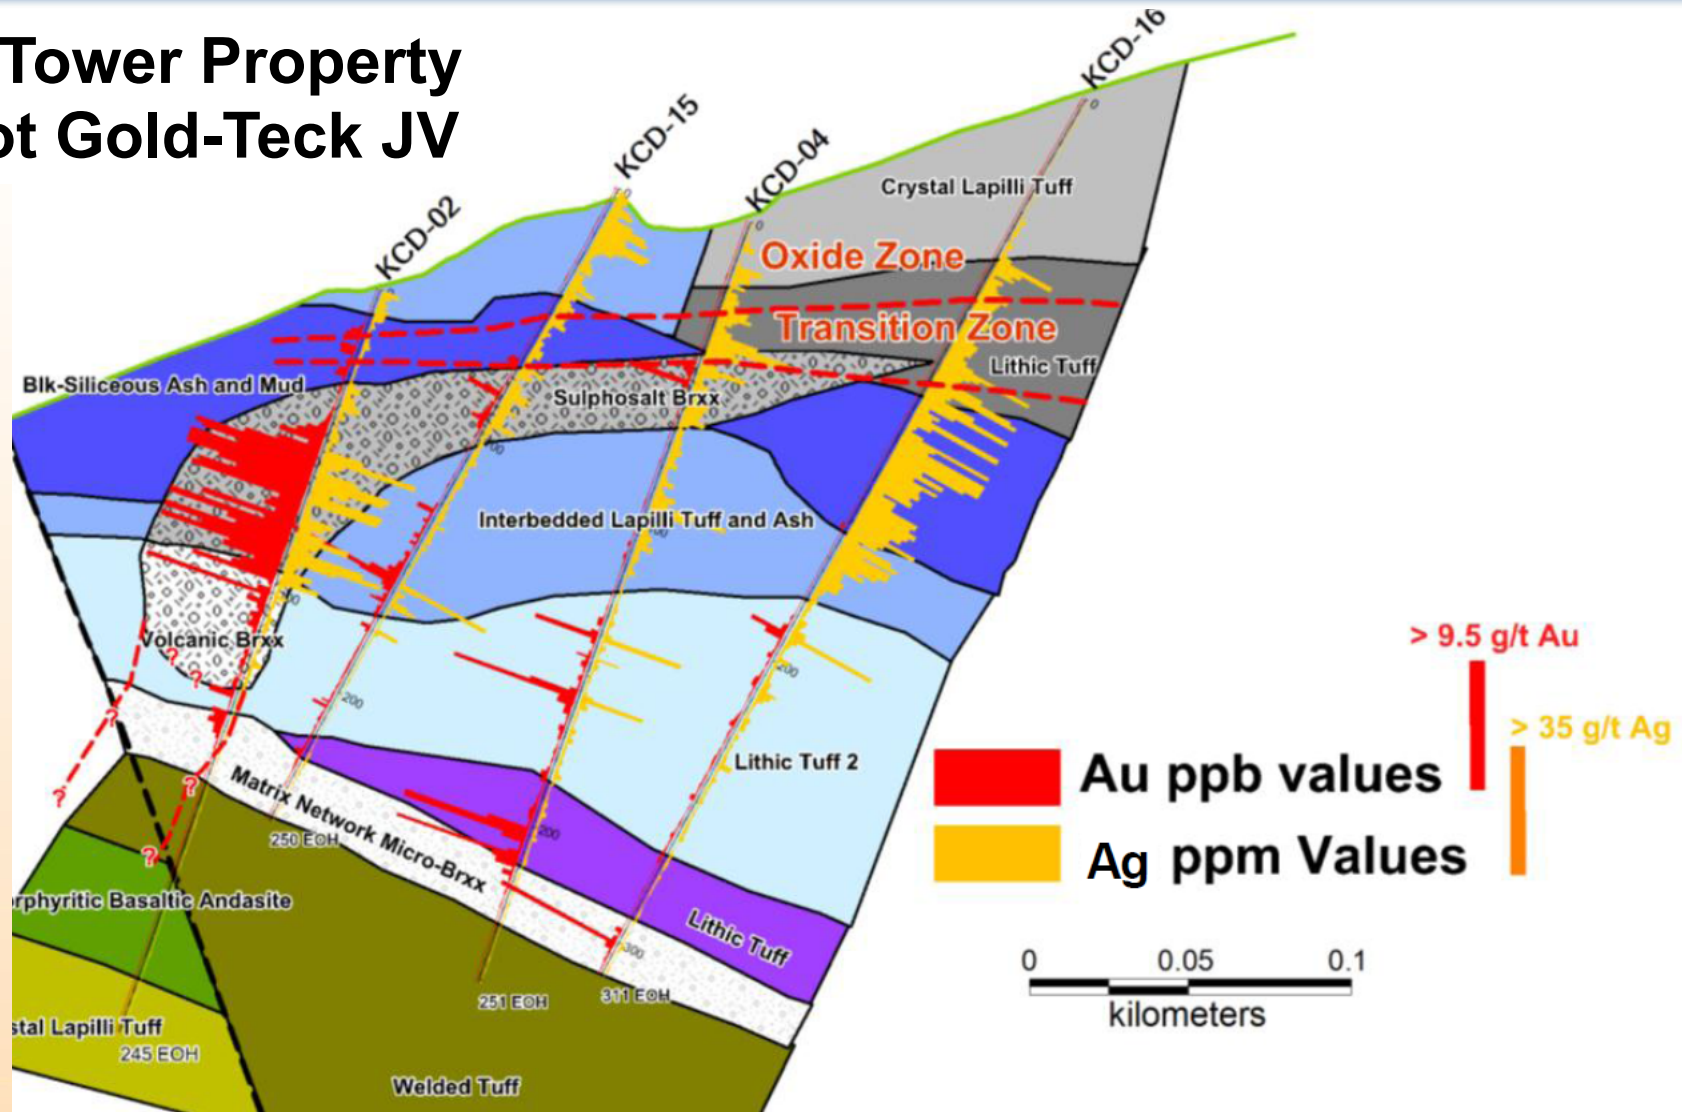 Tower Property
ot Gold-Teck JV
KCD-16
KCD-15
KCD-04
KCD-02
0
0
0
Crystal Lapilli Tuff
Oxide Zone
Transition Zone
Lithic Tuff
Blk-Siliceous Ash and Mud
Sulphosalt Brxx
Interbedded Lapilli Tuff and Ash
Volcanic Brxx
?
?
?
?
?
?
200
200
200
300
Lithic Tuff 2
Matrix Network Micro-Brxx
Lithic Tuff
250 EOH
rphyritic Basaltic Andasite
251 EOH
311 EOH
stal Lapilli Tuff
245 EOH
Welded Tuff
> 9.5 g/t Au
> 35 g/t Ag
Au ppb values
Ag ppm Values
0 0.05 0.1
kilometers